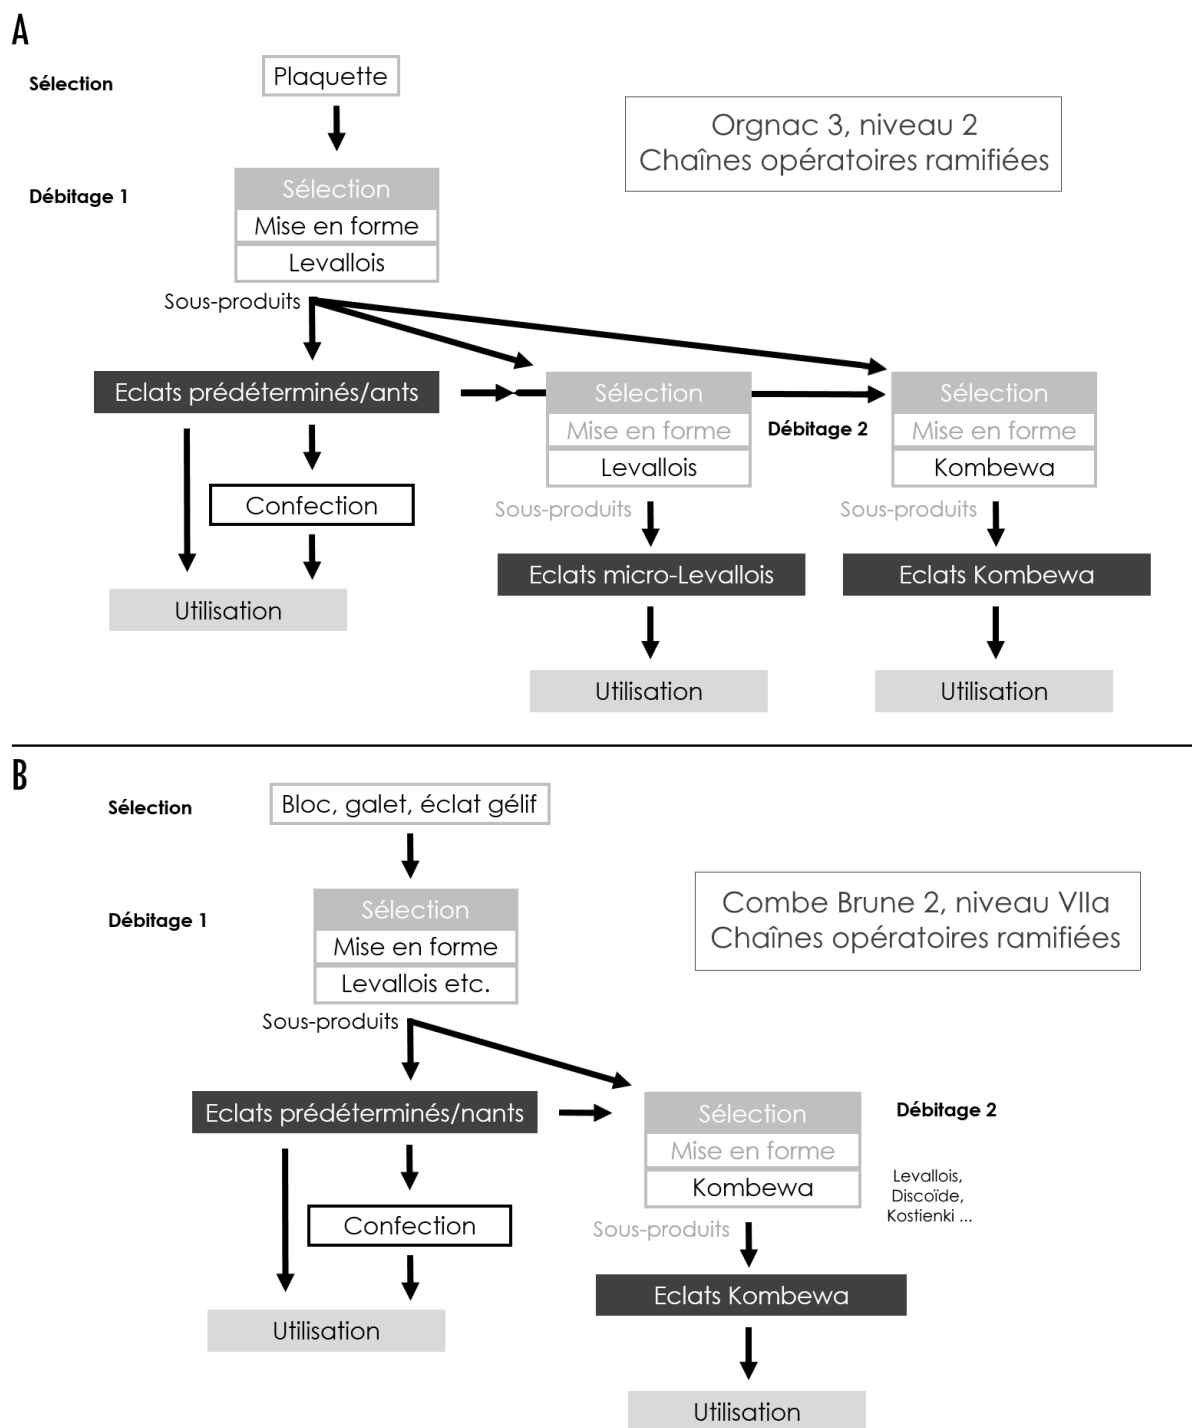 A
Sélection
Plaquette
Orgnac 3, niveau 2
Chaînes opératoires ramifiées
Débitage 1
Sélection
Mise en forme
Levallois
Sous-produits
Eclats prédéterminés/ants
Sélection
Mise en forme
Levallois
Débitage 2
Sélection
Mise en forme
Kombewa
Confection
Sous-produits
Sous-produits
Eclats micro-Levallois
Eclats Kombewa
Utilisation
Utilisation
Utilisation
B
Sélection
Bloc, galet, éclat gélif
Combe Brune 2, niveau VIIa
Chaînes opératoires ramifiées
Débitage 1
Sélection
Mise en forme
Levallois etc.
Sous-produits
Eclats prédéterminés/nants
Sélection
Mise en forme
Kombewa
Débitage 2
Levallois,
Discoïde,
Kostienki ...
Confection
Sous-produits
Eclats Kombewa
Utilisation
Utilisation